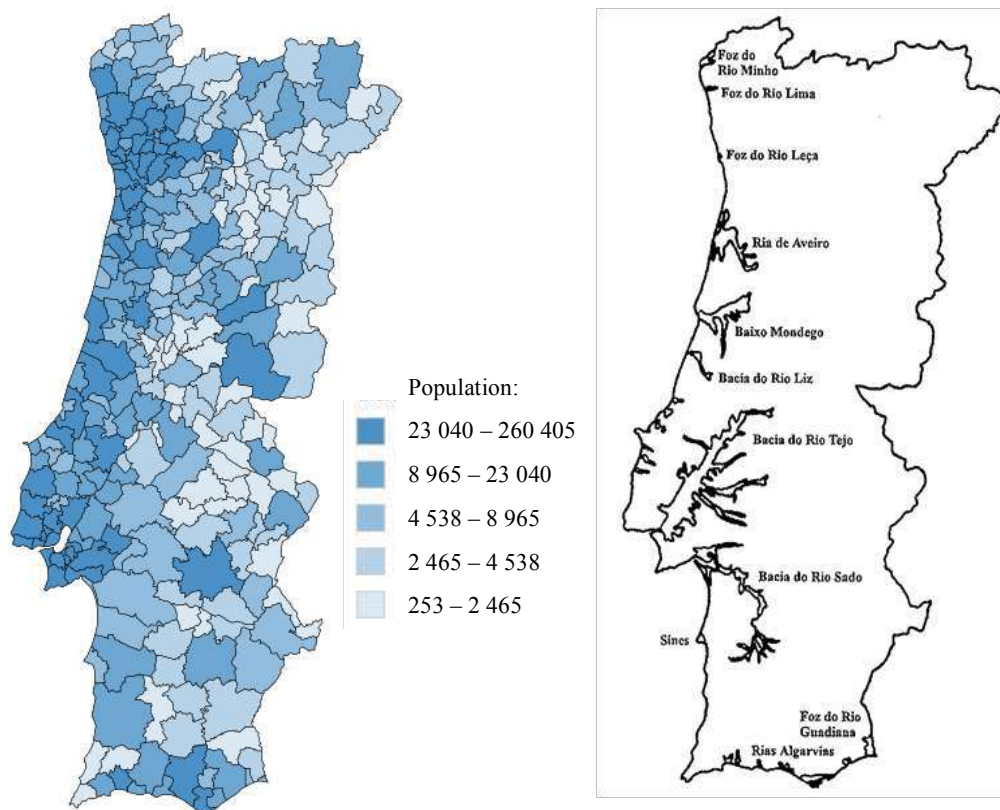 Population:
23 040 – 260 405
8 965 – 23 040
4 538 – 8 965
2 465 – 4 538
253 – 2 465
Foz do
Rio Minho
Foz do Rio Lima
Foz do Rio Leça
Ria de Aveiro
Baixo Mondego
Bacia do Rio Liz
Bacia do Rio Tejo
Bacia do Rio Sado
Sines
Foz do Rio
Guadiana
Rias Algarvias